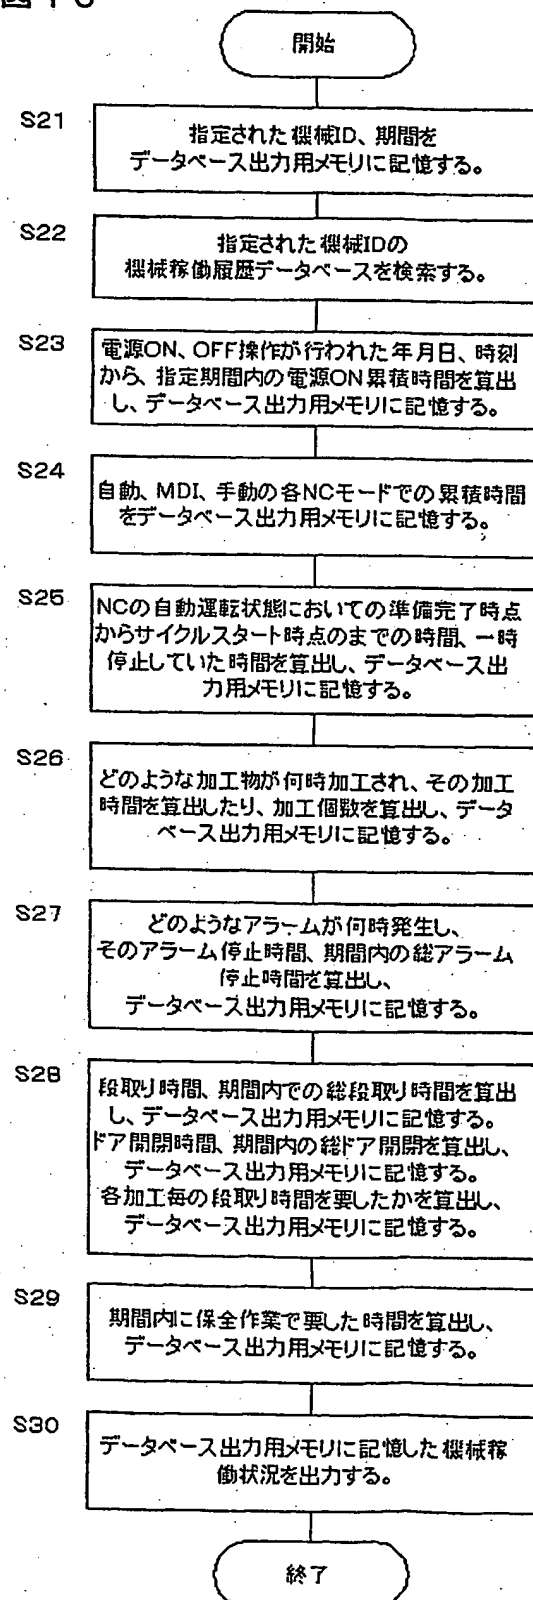 開始
S21
指定された機械ID、期間を
データベース出力用メモリに記憶する。
S22
指定された機械IDの
機械稼働履歴データベースを検索する。
S23
電源ON、OFF操作が行われた年月日、時刻
から、指定期間内の電源ON累積時間を算出
し、データベース出力用メモリに記憶する。
S24
自動、MDI、手動の各NCモードでの累積時間
をデータベース出力用メモリに記憶する。
S25
NCの自動運転状態においての準備完了時点
からサイクルスタート時点のまでの時間、一時
停止していた時間を算出し、データベース出
力用メモリに記憶する。
S26
どのような加工物が何時加工され、その加工
時間を算出したり、加工個数を算出し、データ
ベース出力用メモリに記憶する。
S27
どのようなアラームが何時発生し、
そのアラーム停止時間、期間内の総アラーム
停止時間を算出し、
データベース出力用メモリに記憶する。
S28
段取り時間、期間内での総段取り時間を算出
し、データベース出力用メモリに記憶する。
ドア開閉時間、期間内の総ドア開閉を算出し、
データベース出力用メモリに記憶する。
各加工毎の段取り時間を要したかを算出し、
データベース出力用メモリに記憶する。
S29
期間内に保全作業で要した時間を算出し、
データベース出力用メモリに記憶する。
S30
データベース出力用メモリに記憶した機械稼
働状況を出力する。
終了